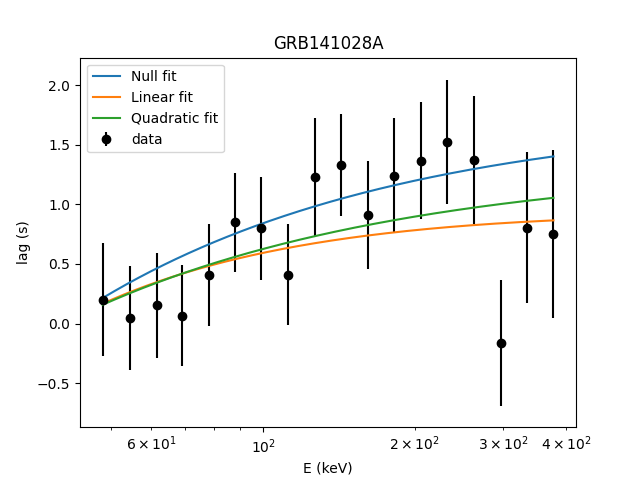 GRB141028A
Null fit
Linear fit
Quadratic fit
data
lag (s)
2.0
1.5
1.0
0.5
0.0
−0.5
6 × 10¹
10²
2 × 10²
3 × 10²
4 × 10²
E (keV)